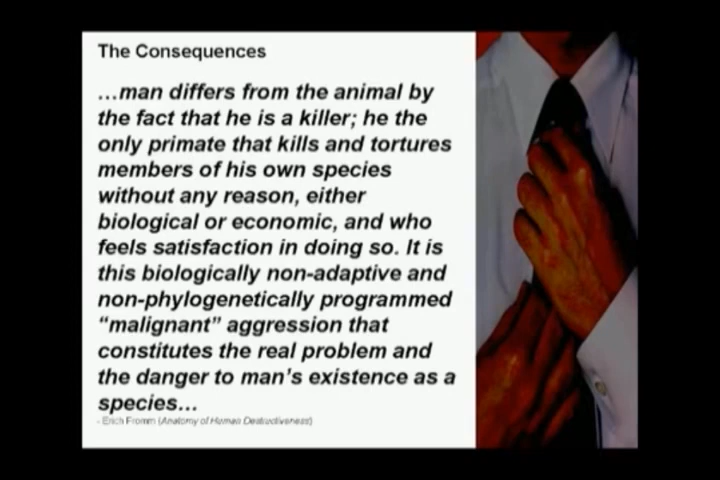 The Consequences
…man differs from the animal by
the fact that he is a killer; he the
only primate that kills and tortures
members of his own species
without any reason, either
biological or economic, and who
feels satisfaction in doing so. It is
this biologically non-adaptive and
non-phylogenetically programmed
“malignant” aggression that
constitutes the real problem and
the danger to man’s existence as a
species…
- Erich Fromm (Anatomy of Human Destructiveness)